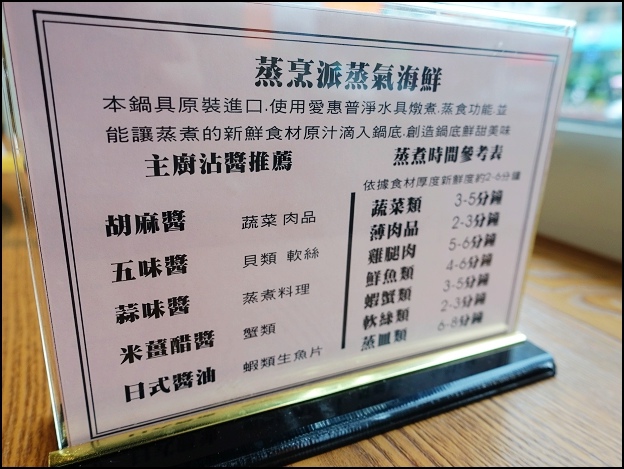 蒸烹派蒸氣海鮮
本鍋具原裝進口.使用愛惠普淨水具燉煮.蒸食功能.益
能讓蒸煮的新鮮食材原汁滴入鍋底.創造鍋底鮮甜美味
主廚沾醬推薦
胡麻醬 蔬菜 肉品
五味醬 貝類 軟絲
蒜味醬 蒸煮料理
米薑醋醬 蟹類
日式醬油 蝦類生魚片
蒸煮時間參考表
依據食材厚度新鮮度約2-6分鐘
蔬菜類 3-5分鐘
薄肉品 2-3分鐘
雞腿肉 5-6分鐘
鮮魚類 4-6分鐘
蝦蟹類 3-5分鐘
軟絲類 2-3分鐘
蒸餾類 6-8分鐘